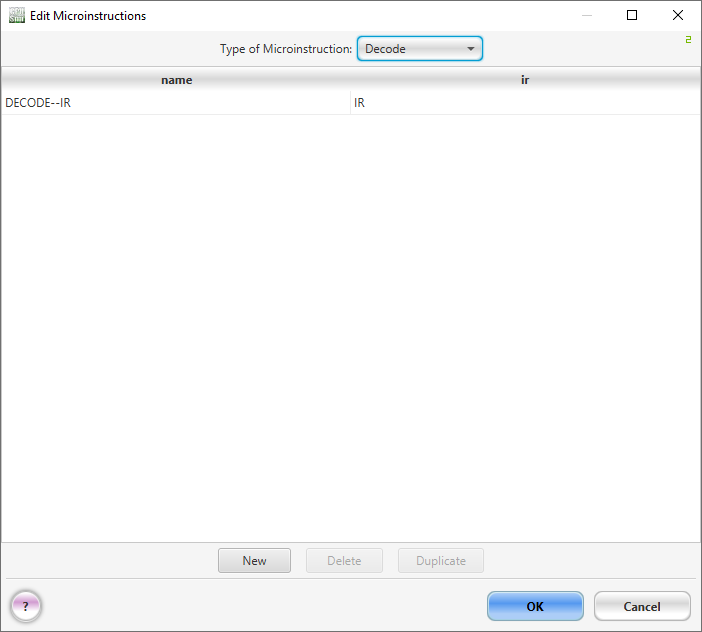 Edit Microinstructions
Type of Microinstruction: Decode
2
name ir
DECODE--IR IR
New Delete Duplicate
? OK Cancel